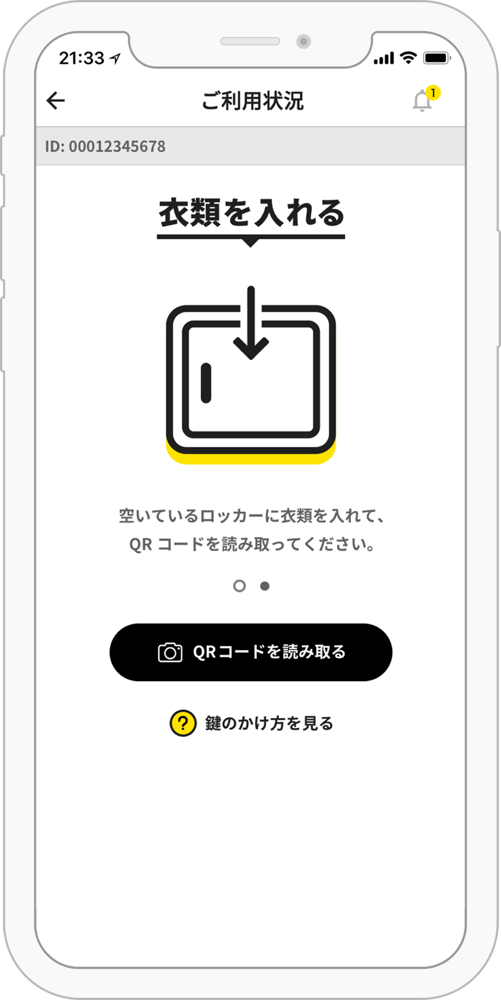 21:33
ご利用状況
1
ID: 00012345678
衣類を入れる
空いているロッカーに衣類を入れて、
QR コードを読み取ってください。
QRコードを読み取る
? 鍵のかけ方を見る